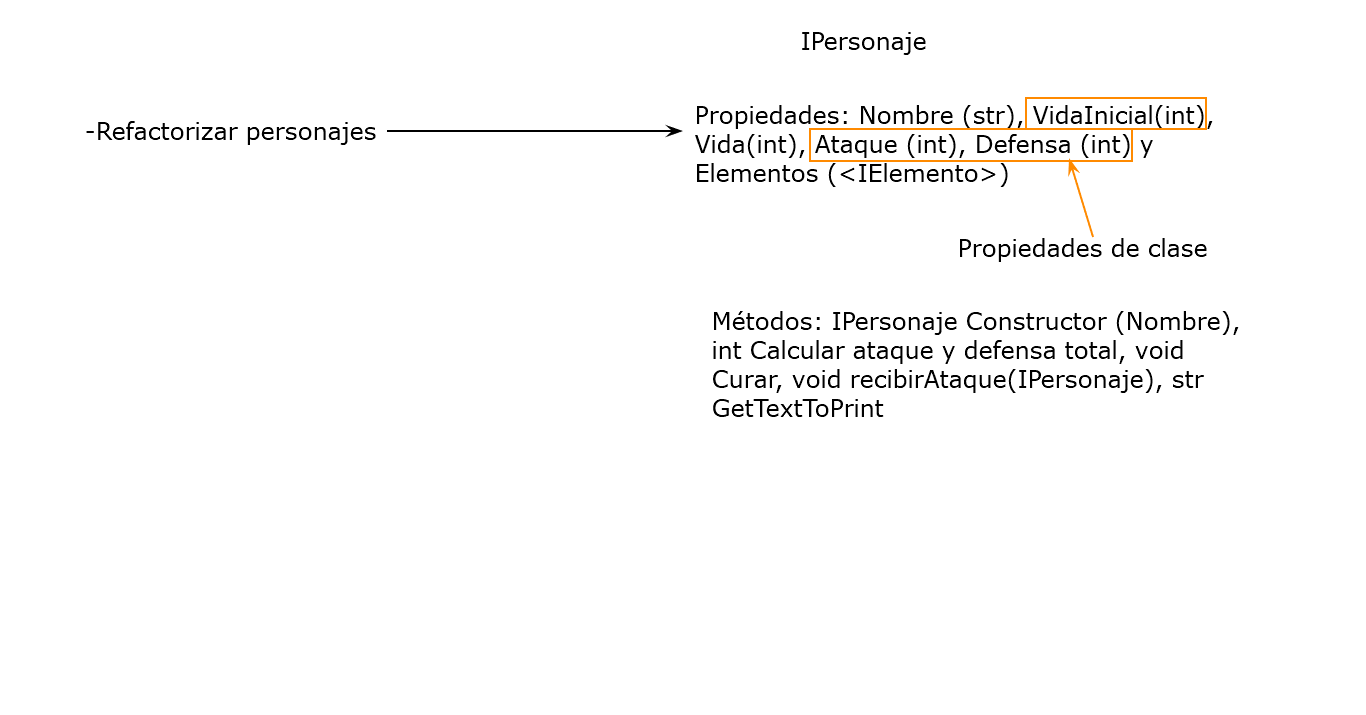 IPersonaje
-Refactorizar personajes
Propiedades: Nombre (str), VidaInicial(int),
Vida(int), Ataque (int), Defensa (int) y
Elementos (<IElemento>)
Propiedades de clase
Métodos: IPersonaje Constructor (Nombre),
int Calcular ataque y defensa total, void
Curar, void recibirAtaque(IPersonaje), str
GetTextToPrint